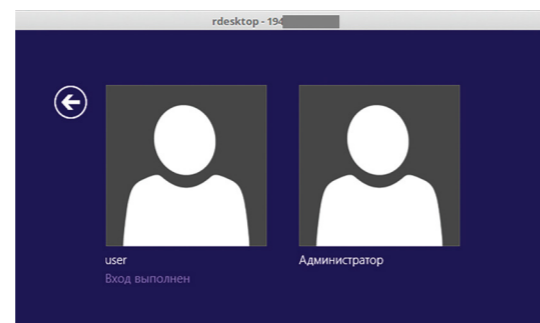 rdesktop - 194
user
Администратор
Вход выполнен